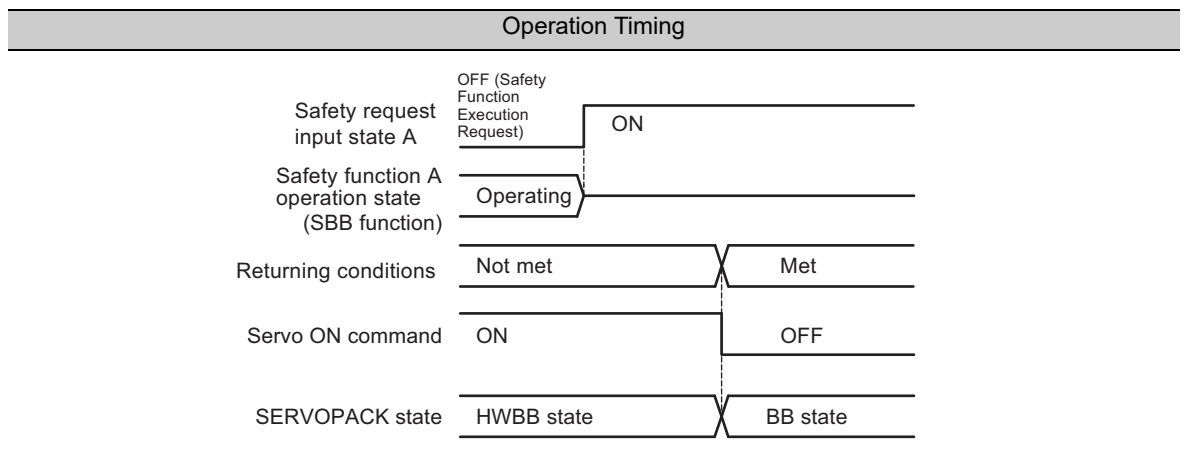 Operation Timing
OFF (Safety
Function
Execution
Request)
Safety request
input state A
ON
Safety function A
operation state
(SBB function)
Operating
Returning conditions
Not met
Met
Servo ON command
ON
OFF
SERVOPACK state
HWBB state
BB state